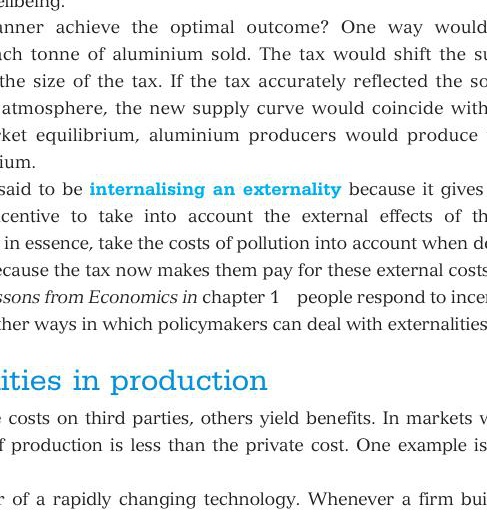 ellbeing.
anner achieve the optimal outcome? One way would
ach tonne of aluminium sold. The tax would shift the su
the size of the tax. If the tax accurately reflected the so
atmosphere, the new supply curve would coincide with
rket equilibrium, aluminium producers would produce
ium.
said to be internalising an externality because it gives
centive to take into account the external effects of th
in essence, take the costs of pollution into account when de
ecause the tax now makes them pay for these external costs
ssons from Economics in chapter 1 people respond to incen
ther ways in which policymakers can deal with externalities
ities in production
e costs on third parties, others yield benefits. In markets w
f production is less than the private cost. One example is
r of a rapidly changing technology. Whenever a firm bui